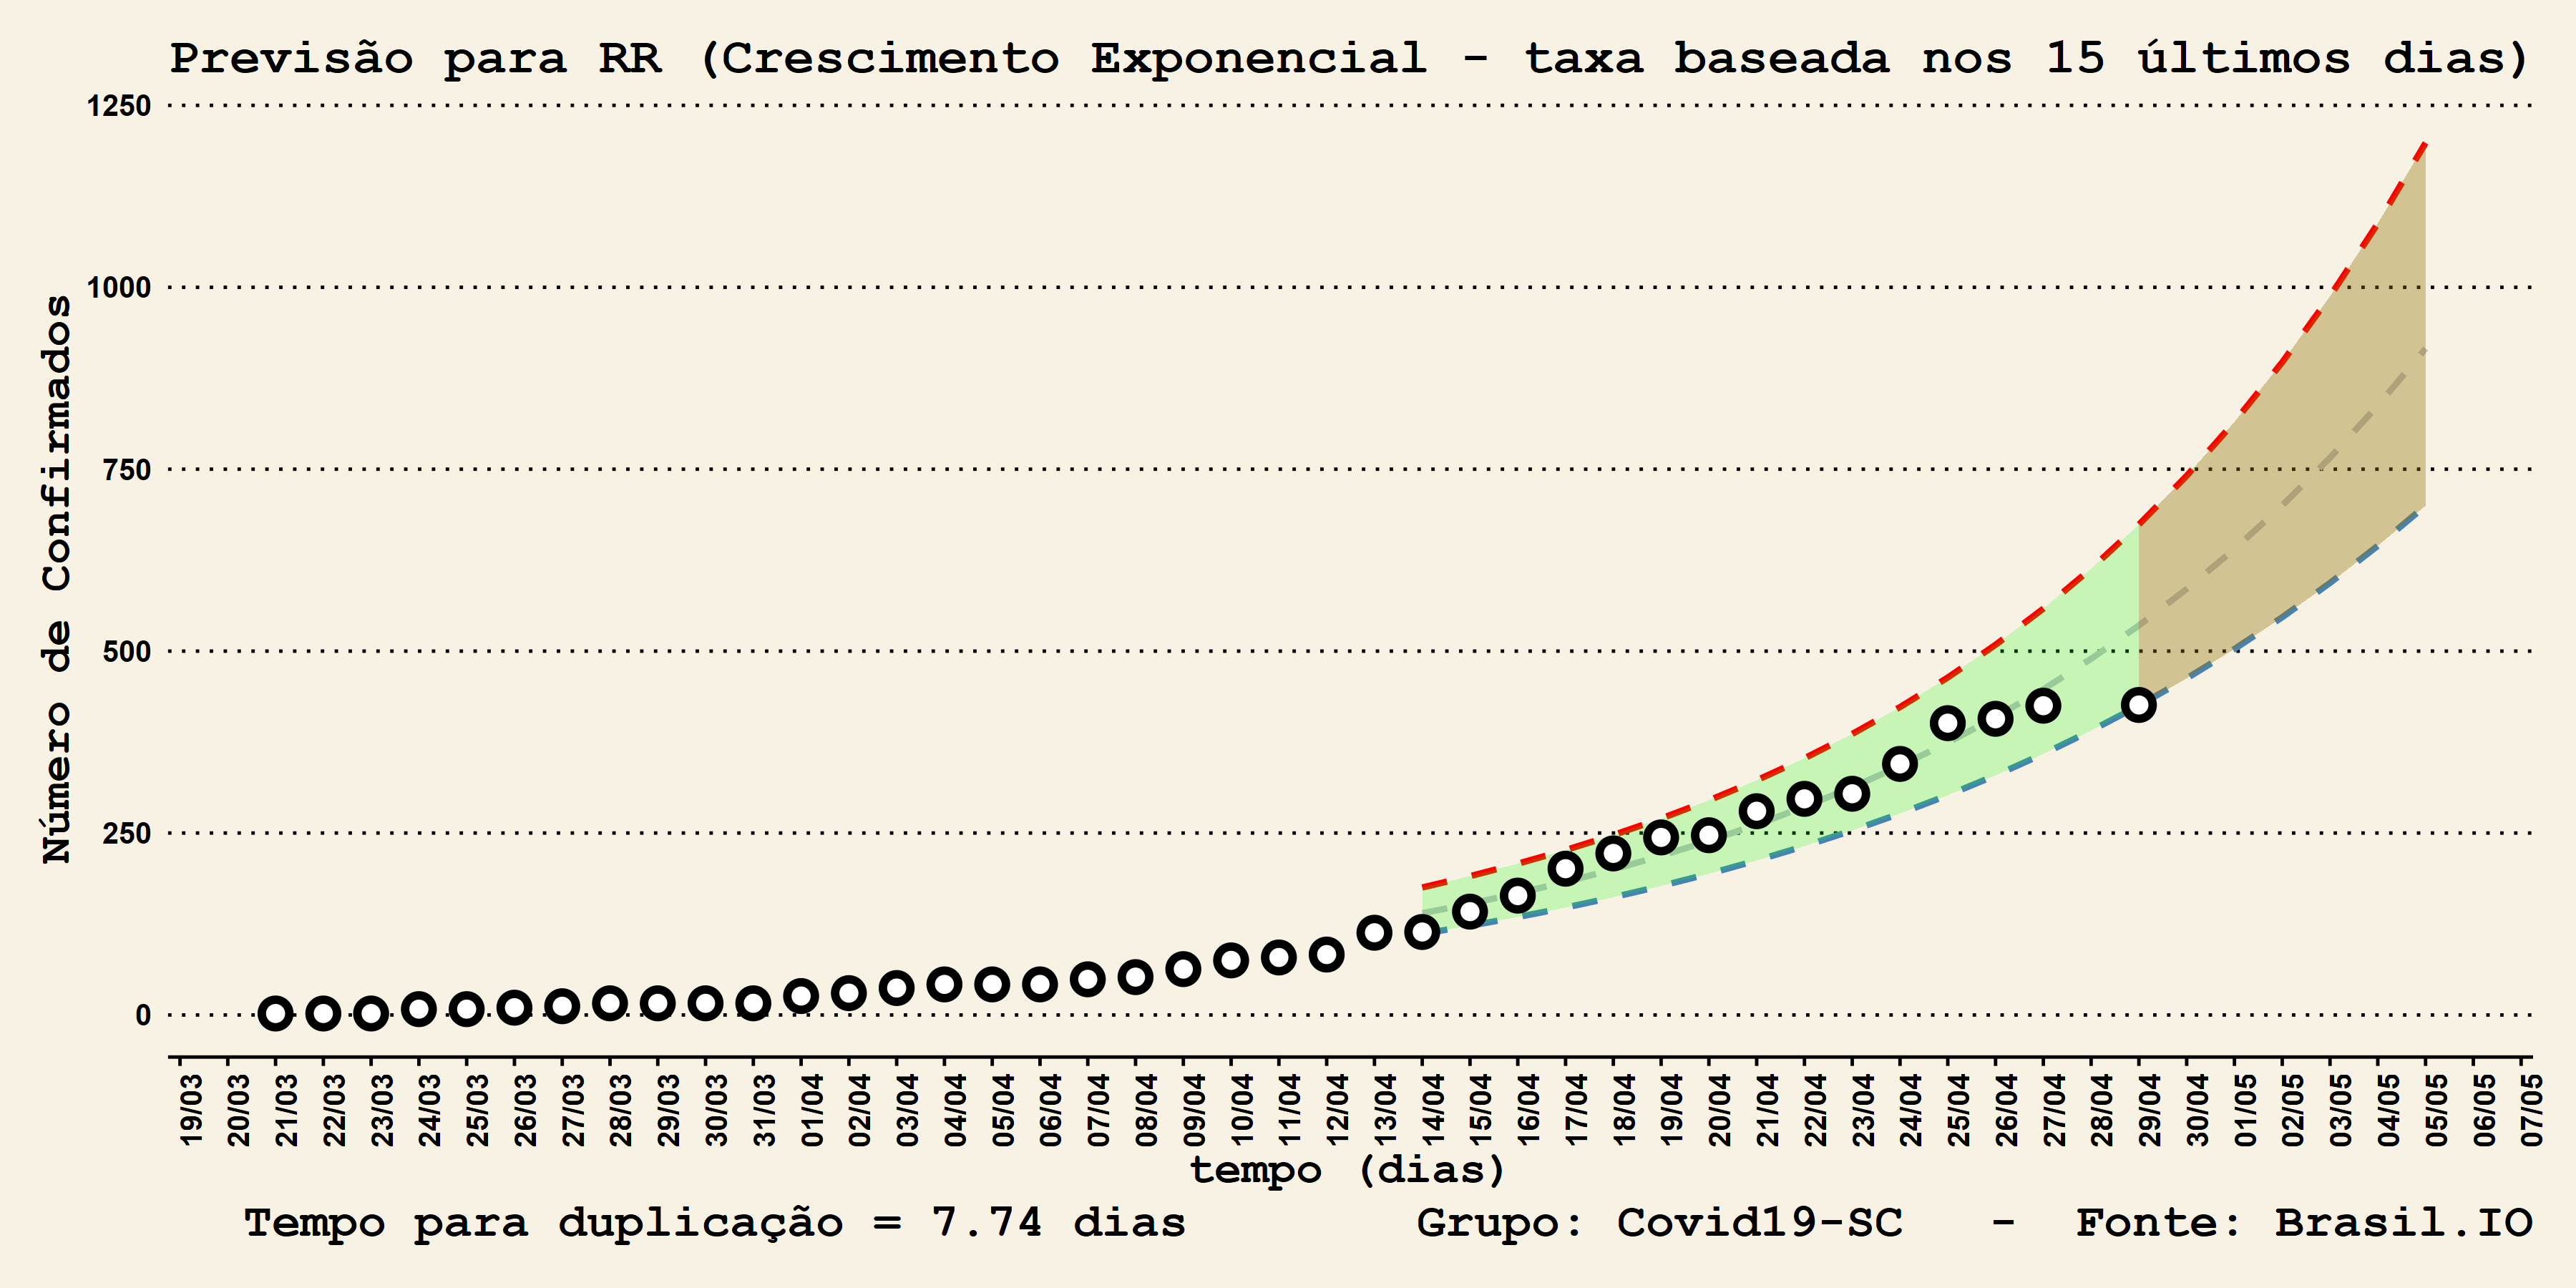 Previsão para RR (Crescimento Exponencial - taxa baseada nos 15 últimos dias)
Número de Confirmados
1250
1000
750
500
250
0
19/03 20/03 21/03 22/03 23/03 24/03 25/03 26/03 27/03 28/03 29/03 30/03 31/03 01/04 02/04 03/04 04/04 05/04 06/04 07/04 08/04 09/04 10/04 11/04 12/04 13/04 14/04 15/04 16/04 17/04 18/04 19/04 20/04 21/04 22/04 23/04 24/04 25/04 26/04 27/04 28/04 29/04 30/04 01/05 02/05 03/05 04/05 05/05 06/05 07/05
tempo (dias)
Tempo para duplicação = 7.74 dias Grupo: Covid19-SC - Fonte: Brasil.IO